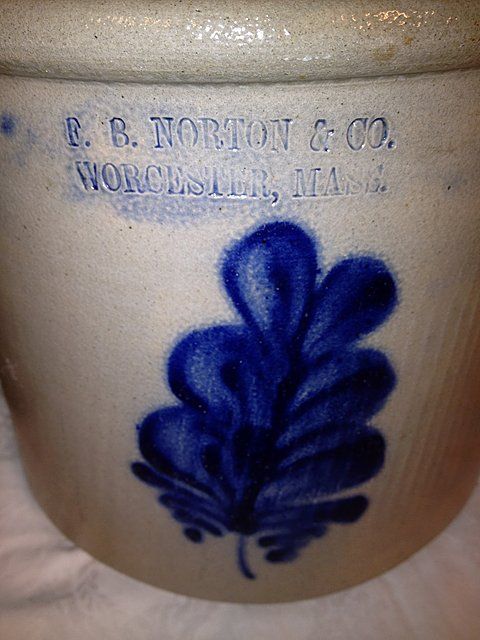 F. B. NORTON & CO.
WORCESTER, MASS.